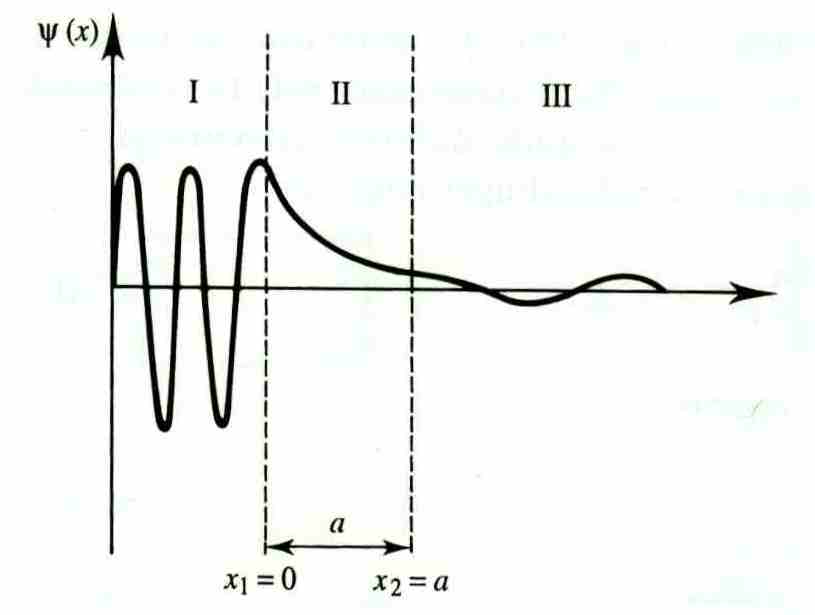 ψ (x)
I II III
a
x₁ = 0 x₂ = a